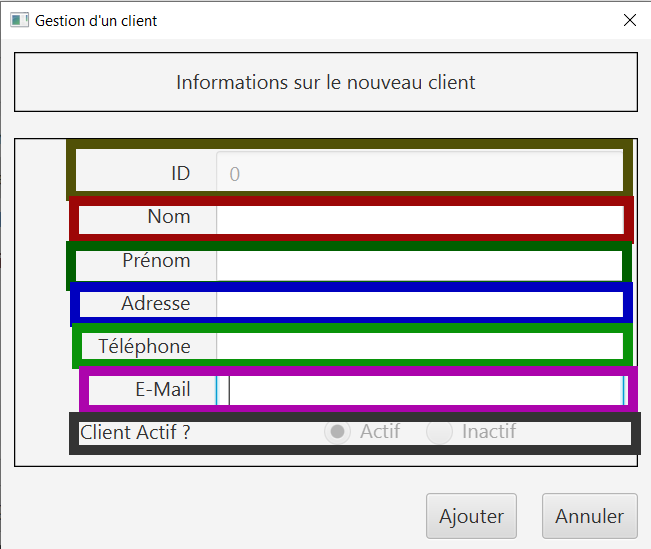 Gestion d'un client
Informations sur le nouveau client
ID 0
Nom
Prénom
Adresse
Téléphone
E-Mail
Client Actif ? Actif Inactif
Ajouter Annuler